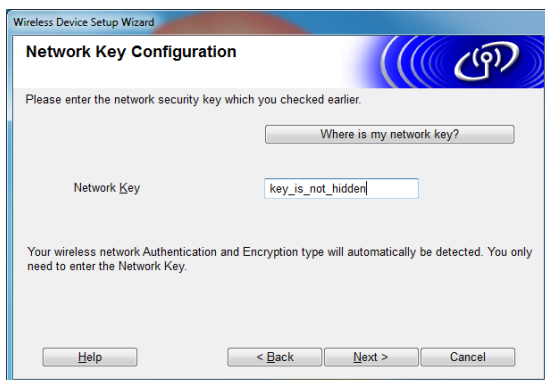 Wireless Device Setup Wizard
Network Key Configuration
Please enter the network security key which you checked earlier.
Where is my network key?
Network Key
key_is_not_hidden
Your wireless network Authentication and Encryption type will automatically be detected. You only
need to enter the Network Key.
Help
< Back
Next >
Cancel